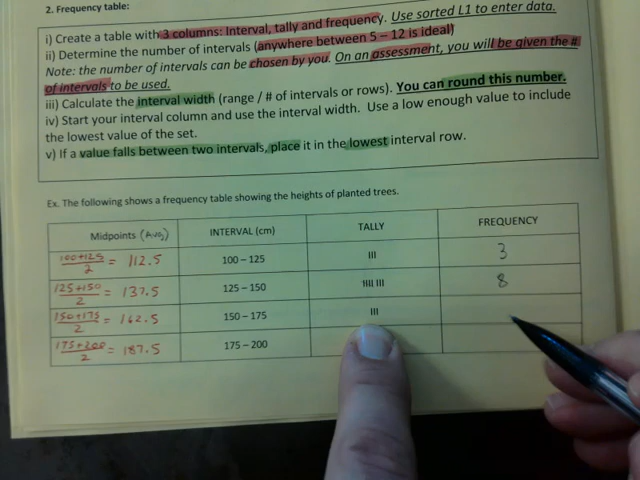 2. Frequency table:
i) Create a table with 3 columns: Interval, tally and frequency. Use sorted L1 to enter data.
ii) Determine the number of intervals (anywhere between 5 – 12 is ideal)
Note: the number of intervals can be chosen by you. On an assessment, you will be given the #
of intervals to be used.
iii) Calculate the interval width (range / # of intervals or rows). You can round this number.
iv) Start your interval column and use the interval width. Use a low enough value to include
the lowest value of the set.
v) If a value falls between two intervals, place it in the lowest interval row.
Ex. The following shows a frequency table showing the heights of planted trees.
Midpoints (Avg) INTERVAL (cm) TALLY FREQUENCY
100+125/2 = 112.5 100 – 125 III 3
125+150/2 = 137.5 125 – 150 IIII III 8
150+175/2 = 162.5 150 – 175 III
175+200/2 = 187.5 175 – 200